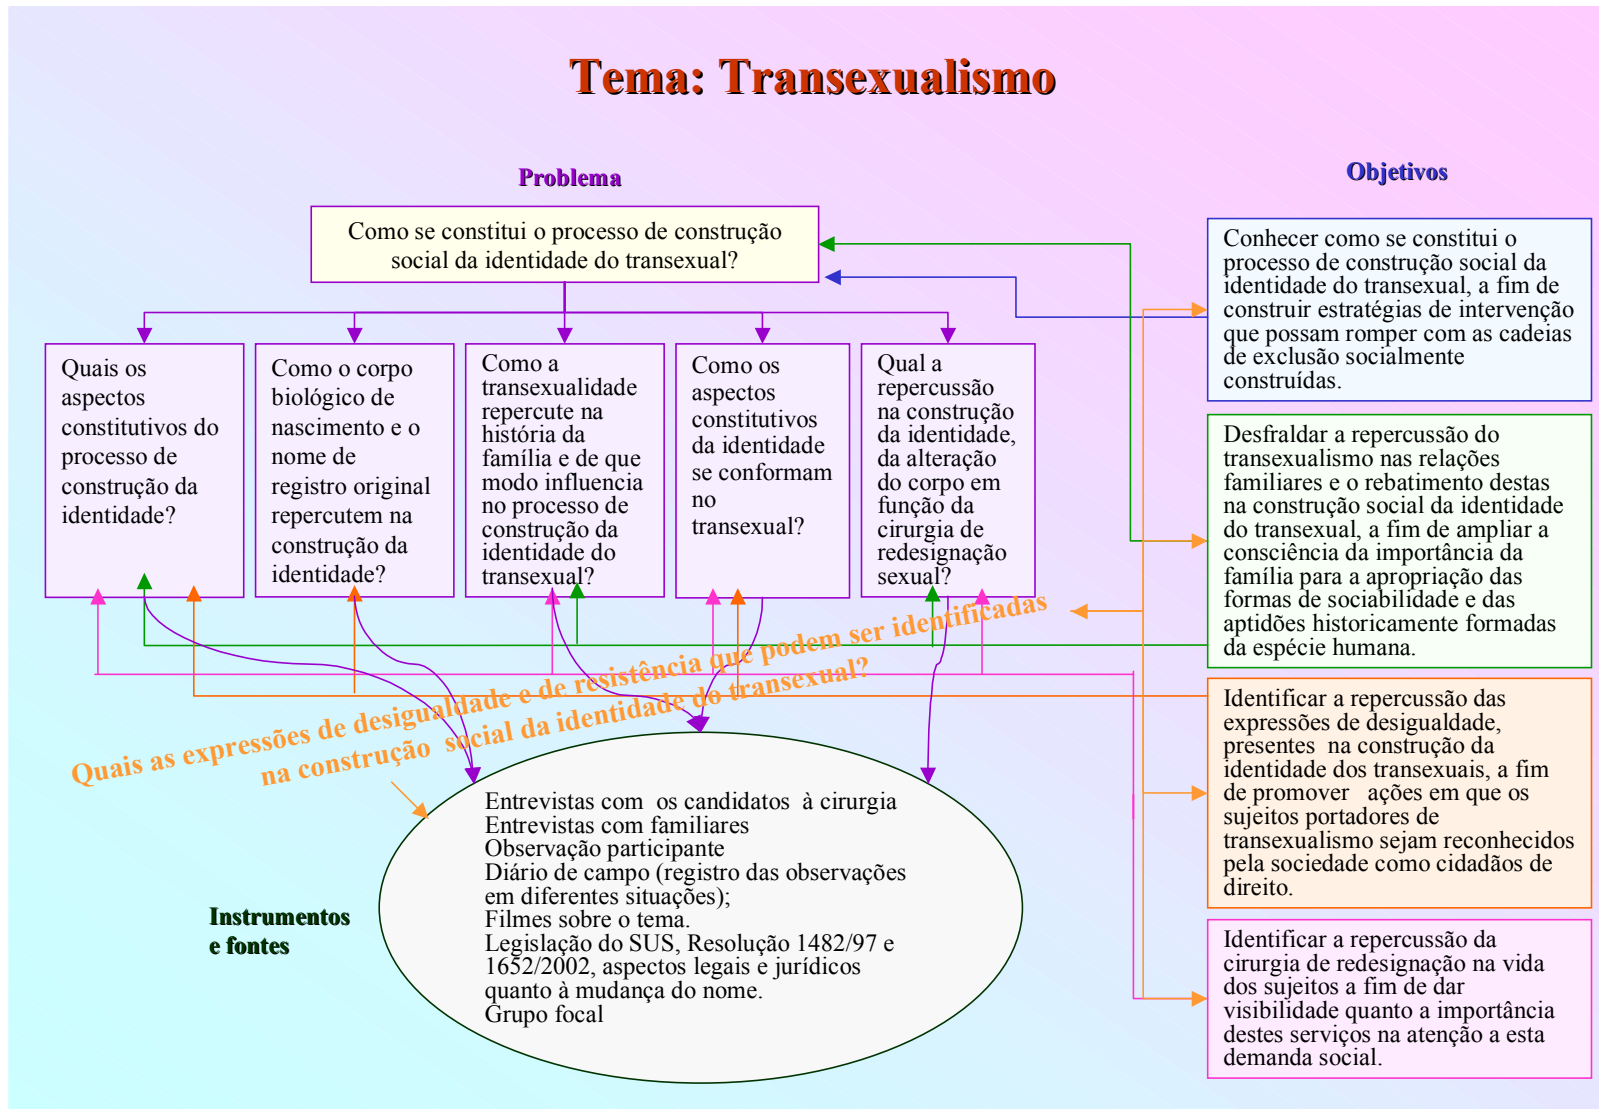 Tema: Transexualismo
Problema
Objetivos
Como se constitui o processo de construção
social da identidade do transexual?
Quais os
aspectos
constitutivos do
processo de
construção da
identidade?
Como o corpo
biológico de
nascimento e o
nome de
registro original
repercutem na
construção da
identidade?
Como a
transexualidade
repercute na
história da
família e de que
modo influencia
no processo de
construção da
identidade do
transexual?
Como os
aspectos
constitutivos
da identidade
se conformam
no
transexual?
Qual a
repercussão
na construção
da identidade,
da alteração
do corpo em
função da
cirurgia de
redesignação
sexual?
Conhecer como se constitui o
processo de construção social da
identidade do transexual, a fim de
construir estratégias de intervenção
que possam romper com as cadeias
de exclusão socialmente
construídas.
Desfraldar a repercussão do
transexualismo nas relações
familiares e o rebatimento destas
na construção social da identidade
do transexual, a fim de ampliar a
consciência da importância da
família para a apropriação das
formas de sociabilidade e das
aptidões historicamente formadas
da espécie humana.
Identificar a repercussão das
expressões de desigualdade,
presentes na construção da
identidade dos transexuais, a fim
de promover ações em que os
sujeitos portadores de
transexualismo sejam reconhecidos
pela sociedade como cidadãos de
direito.
Identificar a repercussão da
cirurgia de redesignação na vida
dos sujeitos a fim de dar
visibilidade quanto a importância
destes serviços na atenção a esta
demanda social.
Quais as expressões de desigualdade e de resistência que podem ser identificadas
na construção social da identidade do transexual?
Instrumentos
e fontes
Entrevistas com os candidatos à cirurgia
Entrevistas com familiares
Observação participante
Diário de campo (registro das observações
em diferentes situações);
Filmes sobre o tema.
Legislação do SUS, Resolução 1482/97 e
1652/2002, aspectos legais e jurídicos
quanto à mudança do nome.
Grupo focal